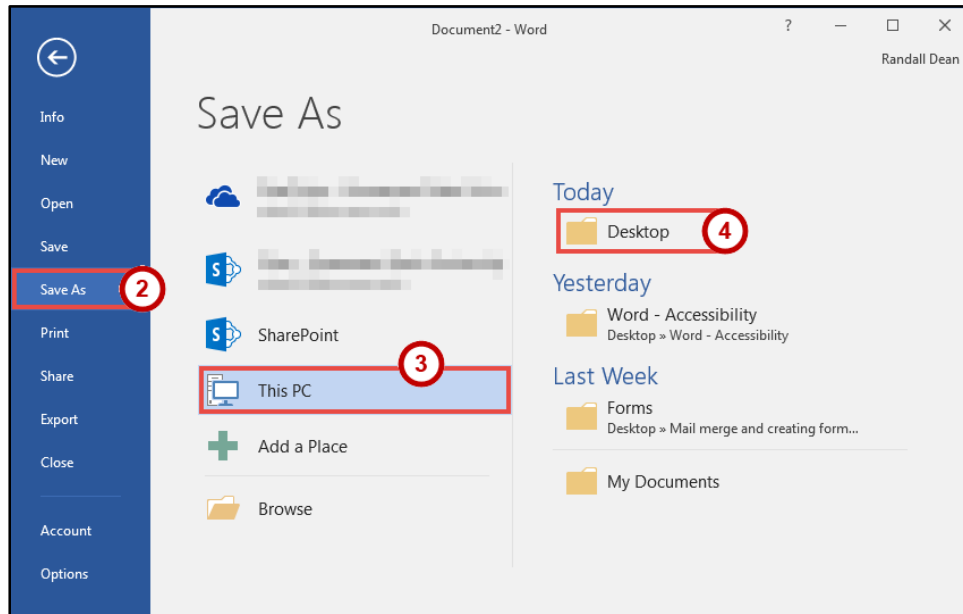 Document2 - Word
?
Randall Dean
Info
New
Open
Save
Save As
2
Print
Share
Export
Close
Account
Options
Save As
S
S
SharePoint
3
This PC
Add a Place
Browse
Today
Desktop
4
Yesterday
Word - Accessibility
Desktop » Word - Accessibility
Last Week
Forms
Desktop » Mail merge and creating form...
My Documents